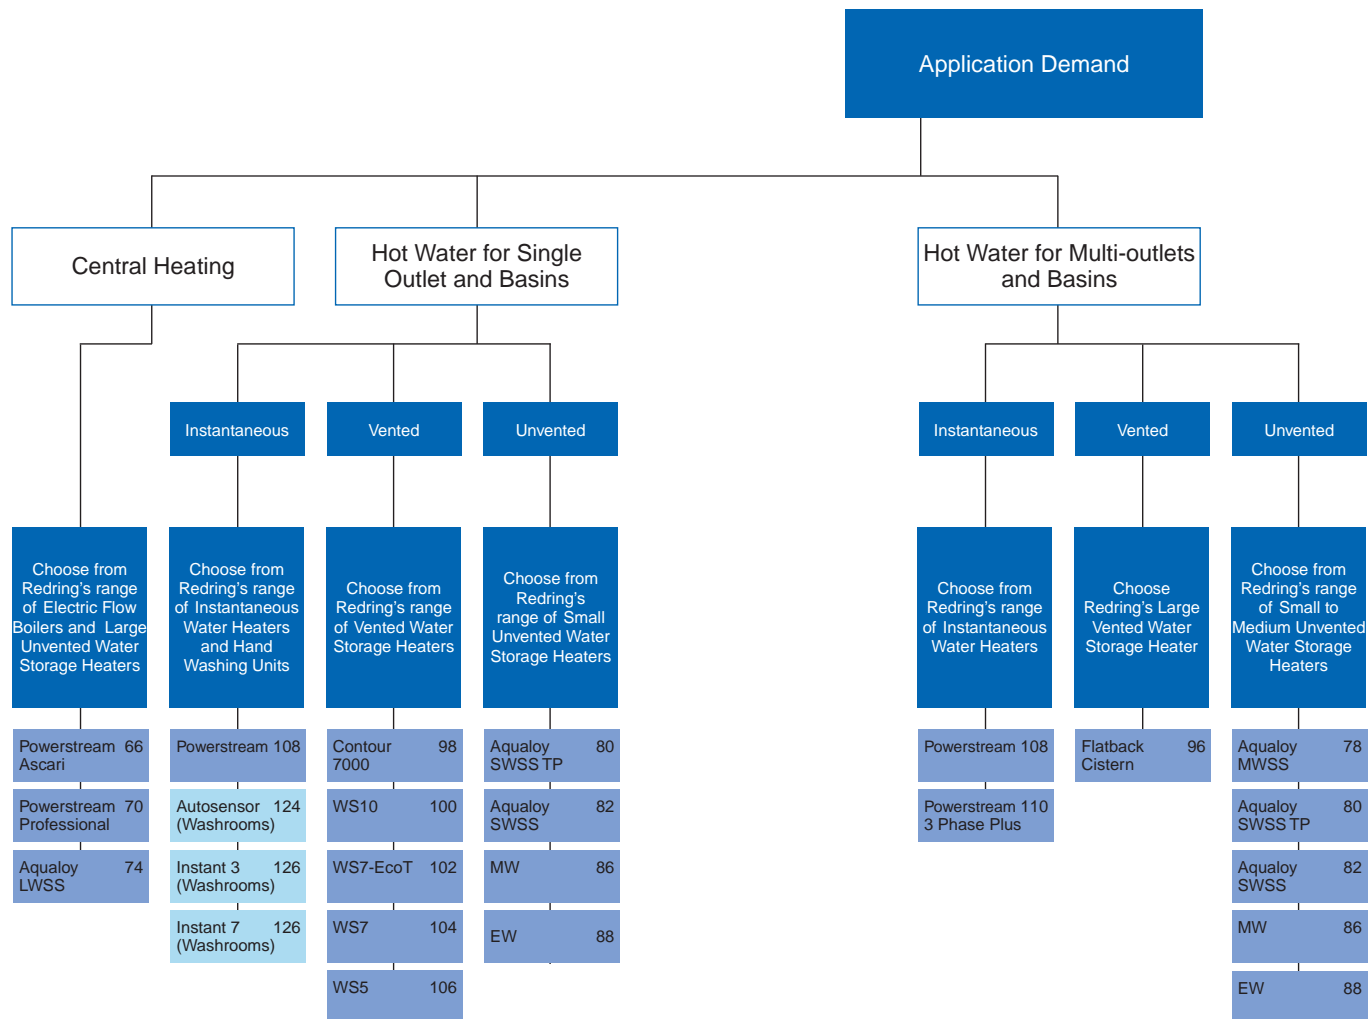 Application Demand
Central Heating
Hot Water for Single
Outlet and Basins
Hot Water for Multi-outlets
and Basins
Instantaneous
Vented
Unvented
Instantaneous
Vented
Unvented
Choose from
Redring’s range
of Electric Flow
Boilers and Large
Unvented Water
Storage Heaters
Choose from
Redring’s range
of Instantaneous
Water Heaters
and Hand
Washing Units
Choose from
Redring’s range
of Vented Water
Storage Heaters
Choose from
Redring’s
range of Small
Unvented Water
Storage Heaters
Choose from
Redring’s range
of Instantaneous
Water Heaters
Choose
Redring’s Large
Vented Water
Storage Heater
Choose from
Redring’s range
of Small to
Medium Unvented
Water Storage
Heaters
Powerstream 66
Ascari
Powerstream 70
Professional
Aqualoy 74
LWSS
Powerstream 108
Autosensor 124
(Washrooms)
Instant 3 126
(Washrooms)
Instant 7 126
(Washrooms)
Contour 98
7000
WS10 100
WS7-EcoT 102
WS7 104
WS5 106
Aqualoy 80
SWSS TP
Aqualoy 82
SWSS
MW 86
EW 88
Powerstream 108
Powerstream 110
3 Phase Plus
Flatback 96
Cistern
Aqualoy 78
MWSS
Aqualoy 80
SWSS TP
Aqualoy 82
SWSS
MW 86
EW 88